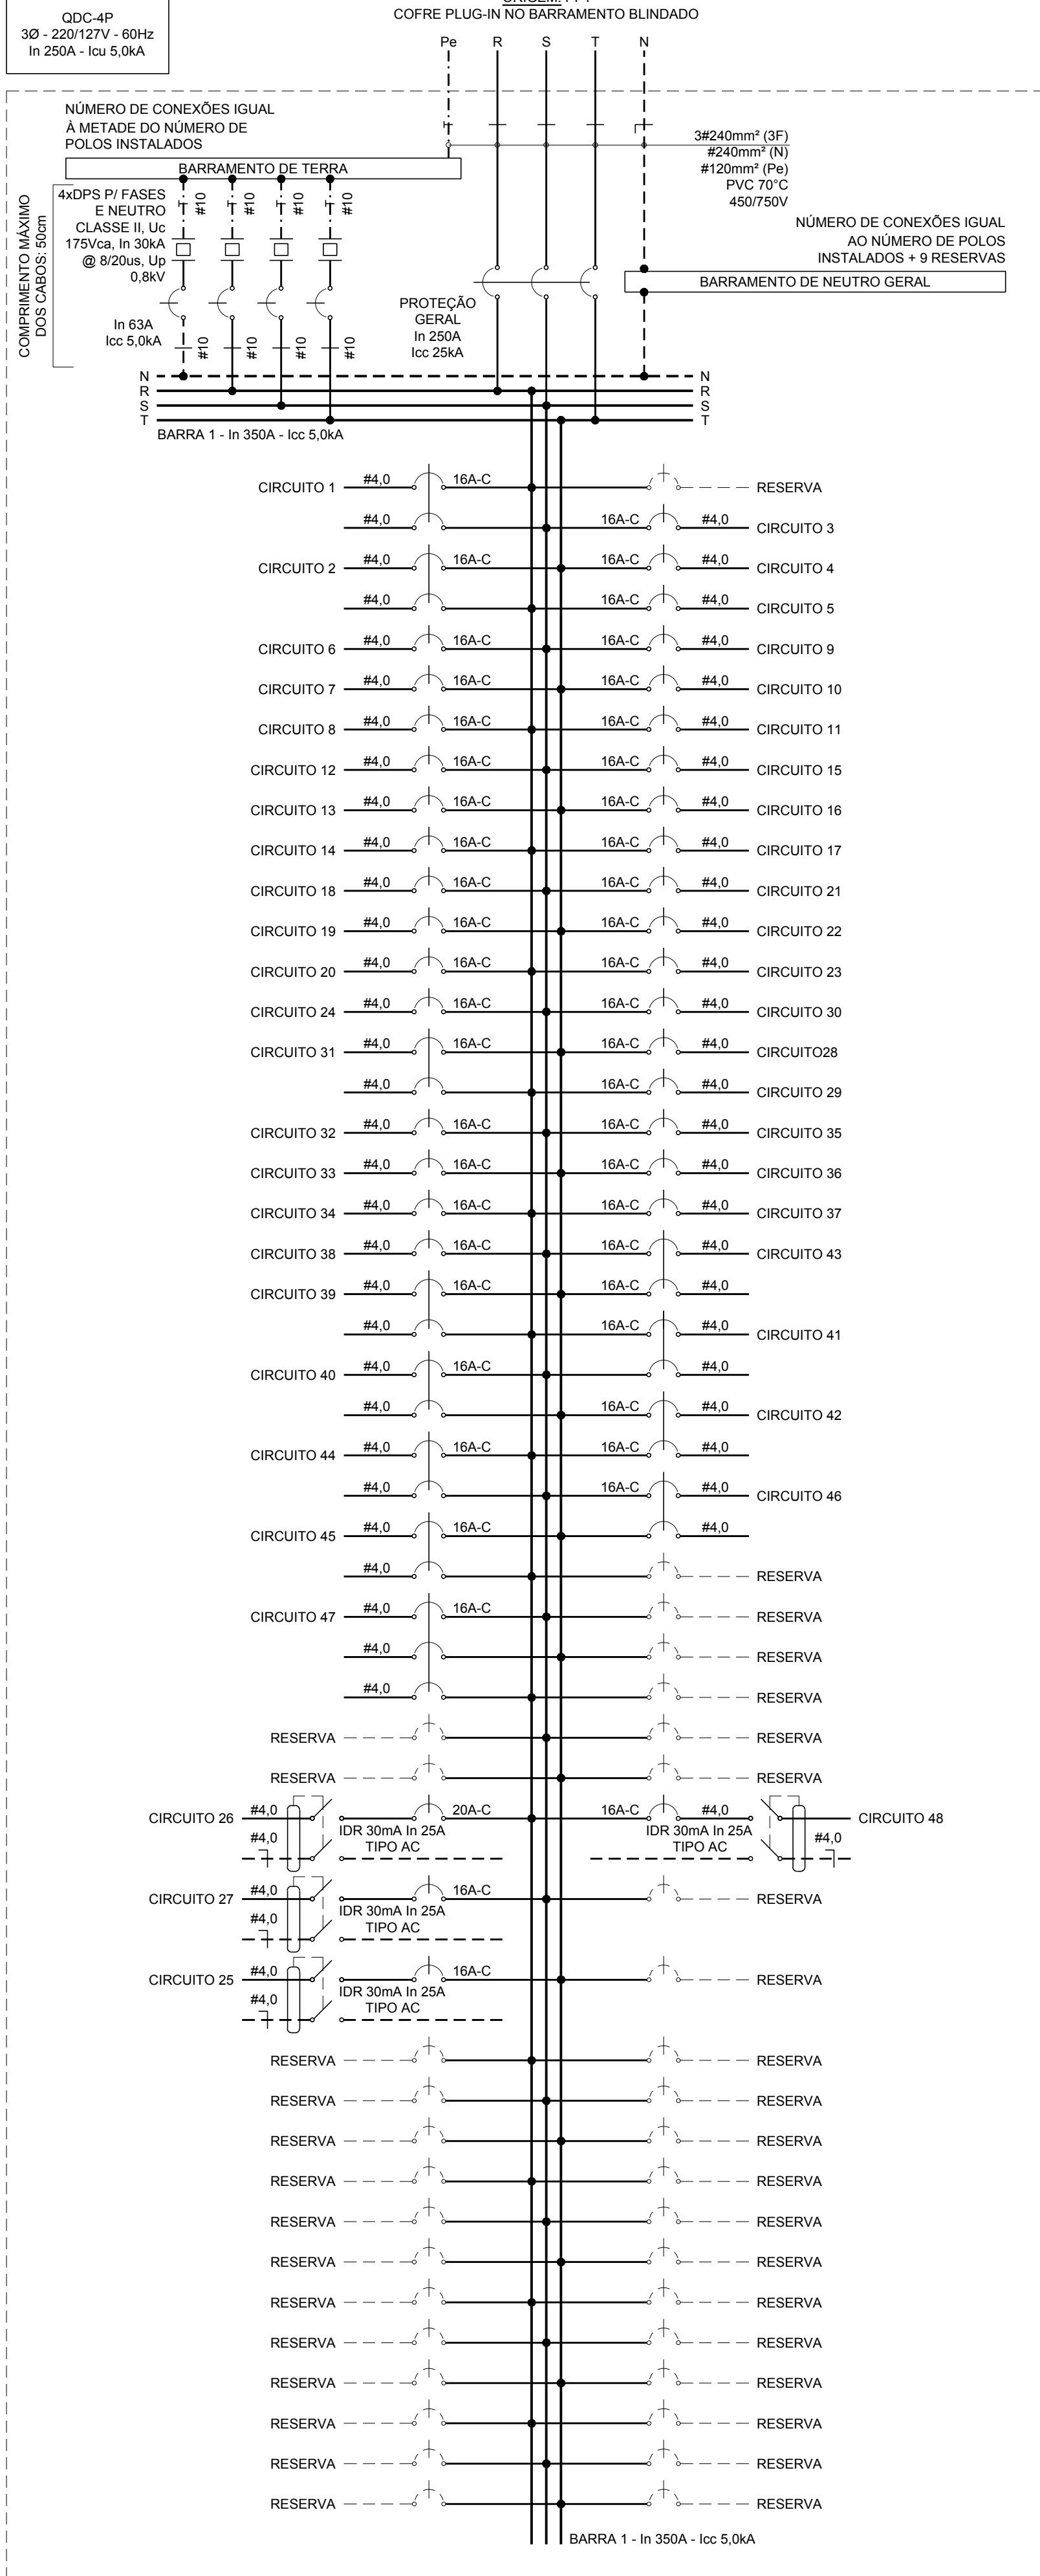 QDC-4P
3Ø - 220/127V - 60Hz
In 250A - Icu 5,0kA
COFRE PLUG-IN NO BARRAMENTO BLINDADO
Pe R S T N
NÚMERO DE CONEXÕES IGUAL
À METADE DO NÚMERO DE
POLOS INSTALADOS
BARRAMENTO DE TERRA
3#240mm² (3F)
#240mm² (N)
#120mm² (Pe)
PVC 70°C
450/750V
COMPRIMENTO MÁXIMO
DOS CABOS: 50cm
4xDPS P/ FASES
E NEUTRO
CLASSE II, Uc
175Vca, In 30kA
@ 8/20us, Up
0,8kV
#10 #10 #10 #10
In 63A
Icc 5,0kA
#10 #10 #10 #10
PROTEÇÃO
GERAL
In 250A
Icc 25kA
NÚMERO DE CONEXÕES IGUAL
AO NÚMERO DE POLOS
INSTALADOS + 9 RESERVAS
BARRAMENTO DE NEUTRO GERAL
N N
R R
S S
T T
BARRA 1 - In 350A - Icc 5,0kA
CIRCUITO 1 #4,0 16A-C RESERVA
#4,0 16A-C #4,0 CIRCUITO 3
CIRCUITO 2 #4,0 16A-C 16A-C #4,0 CIRCUITO 4
#4,0 16A-C #4,0 CIRCUITO 5
CIRCUITO 6 #4,0 16A-C 16A-C #4,0 CIRCUITO 9
CIRCUITO 7 #4,0 16A-C 16A-C #4,0 CIRCUITO 10
CIRCUITO 8 #4,0 16A-C 16A-C #4,0 CIRCUITO 11
CIRCUITO 12 #4,0 16A-C 16A-C #4,0 CIRCUITO 15
CIRCUITO 13 #4,0 16A-C 16A-C #4,0 CIRCUITO 16
CIRCUITO 14 #4,0 16A-C 16A-C #4,0 CIRCUITO 17
CIRCUITO 18 #4,0 16A-C 16A-C #4,0 CIRCUITO 21
CIRCUITO 19 #4,0 16A-C 16A-C #4,0 CIRCUITO 22
CIRCUITO 20 #4,0 16A-C 16A-C #4,0 CIRCUITO 23
CIRCUITO 24 #4,0 16A-C 16A-C #4,0 CIRCUITO 30
CIRCUITO 31 #4,0 16A-C 16A-C #4,0 CIRCUITO28
#4,0 16A-C #4,0 CIRCUITO 29
CIRCUITO 32 #4,0 16A-C 16A-C #4,0 CIRCUITO 35
CIRCUITO 33 #4,0 16A-C 16A-C #4,0 CIRCUITO 36
CIRCUITO 34 #4,0 16A-C 16A-C #4,0 CIRCUITO 37
CIRCUITO 38 #4,0 16A-C 16A-C #4,0 CIRCUITO 43
CIRCUITO 39 #4,0 16A-C 16A-C #4,0
#4,0 16A-C #4,0 CIRCUITO 41
CIRCUITO 40 #4,0 16A-C #4,0
#4,0 16A-C #4,0 CIRCUITO 42
CIRCUITO 44 #4,0 16A-C 16A-C #4,0
#4,0 16A-C #4,0 CIRCUITO 46
CIRCUITO 45 #4,0 16A-C #4,0
#4,0 RESERVA
CIRCUITO 47 #4,0 16A-C RESERVA
#4,0 RESERVA
#4,0 RESERVA
RESERVA RESERVA
RESERVA RESERVA
CIRCUITO 26 #4,0 20A-C 16A-C #4,0 CIRCUITO 48
IDR 30mA In 25A IDR 30mA In 25A
#4,0 TIPO AC TIPO AC #4,0
CIRCUITO 27 #4,0 16A-C RESERVA
IDR 30mA In 25A
#4,0 TIPO AC
CIRCUITO 25 #4,0 16A-C RESERVA
IDR 30mA In 25A
#4,0 TIPO AC
RESERVA RESERVA
RESERVA RESERVA
RESERVA RESERVA
RESERVA RESERVA
RESERVA RESERVA
RESERVA RESERVA
RESERVA RESERVA
RESERVA RESERVA
RESERVA RESERVA
RESERVA RESERVA
RESERVA RESERVA
RESERVA RESERVA
BARRA 1 - In 350A - Icc 5,0kA